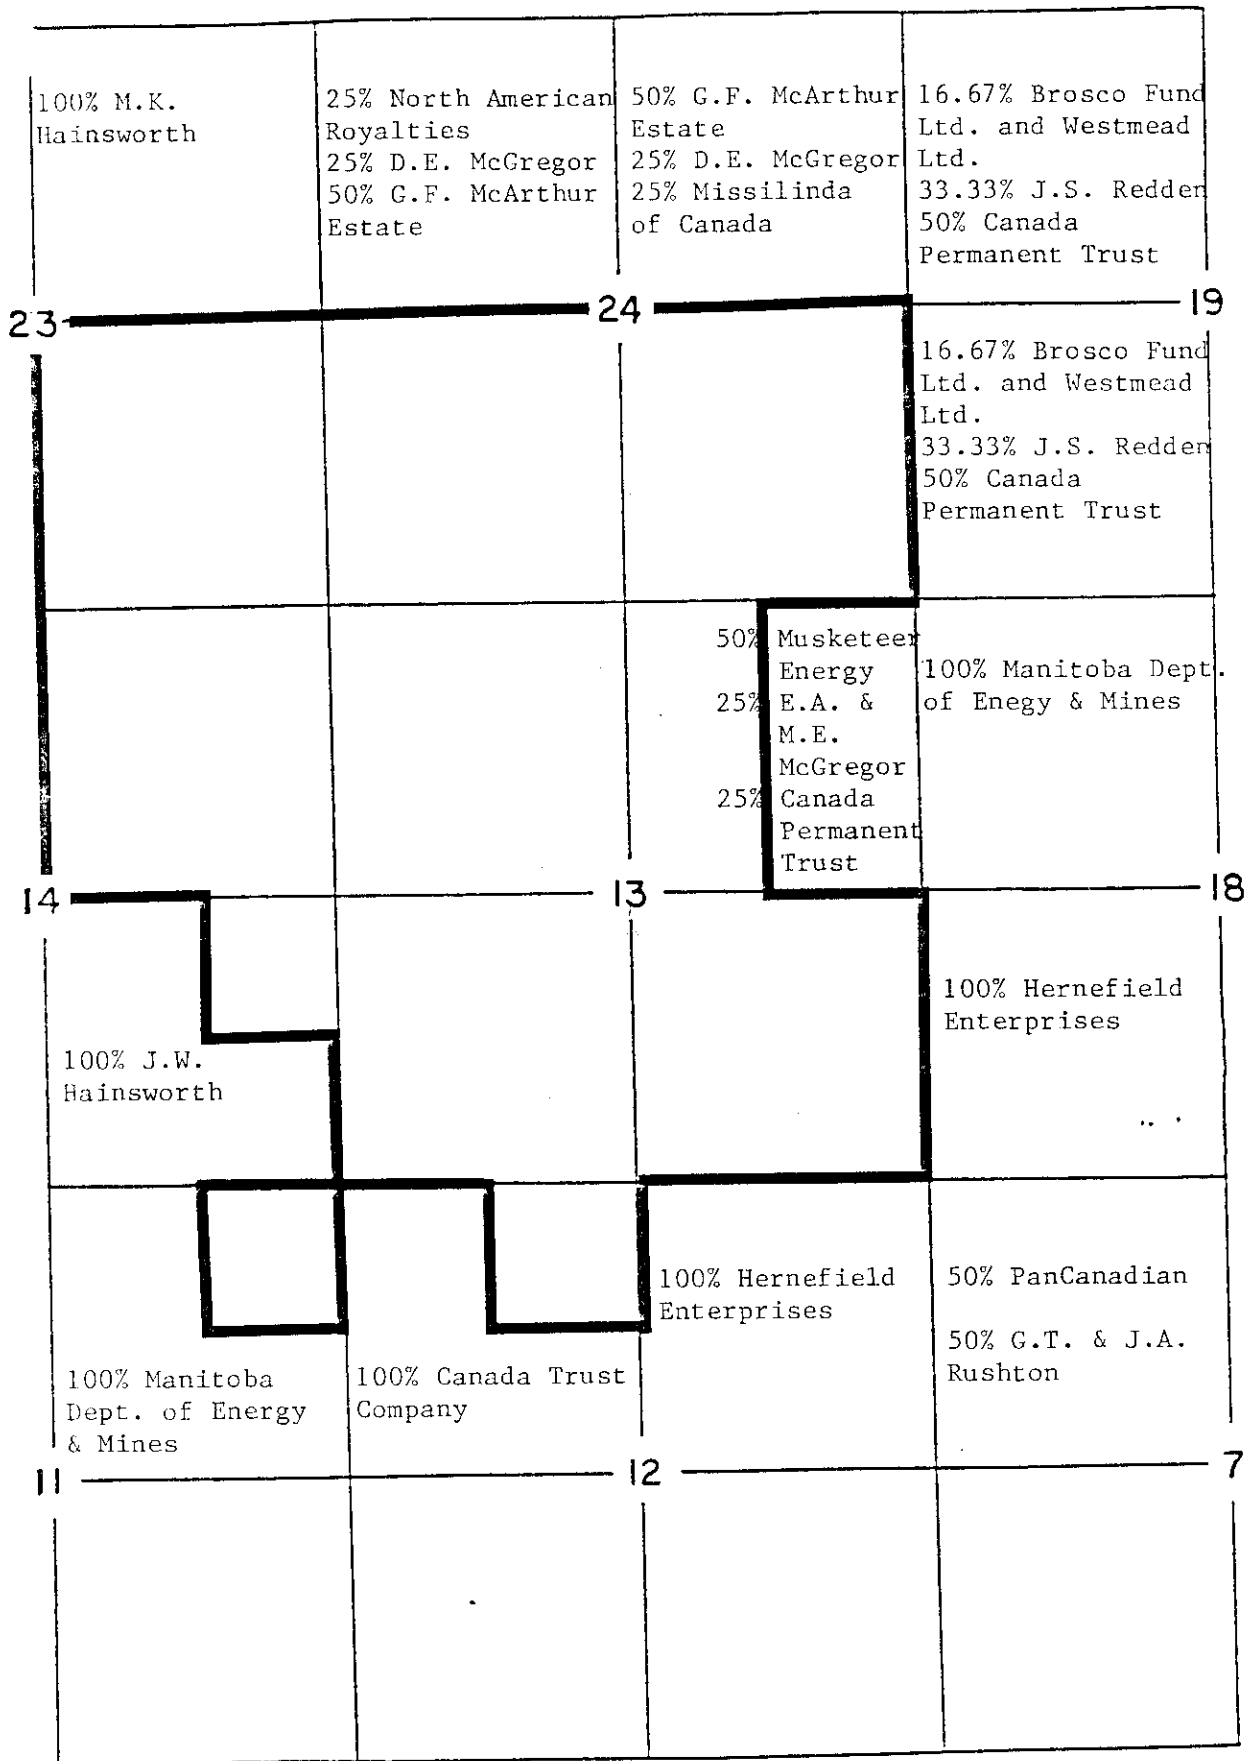 100% M.K.
Hainsworth
25% North American
Royalties
25% D.E. McGregor
50% G.F. McArthur
Estate
50% G.F. McArthur
Estate
25% D.E. McGregor
25% Missilinda
of Canada
16.67% Brosco Fund
Ltd. and Westmead
Ltd.
33.33% J.S. Redden
50% Canada
Permanent Trust
23
24
19
16.67% Brosco Fund
Ltd. and Westmead
Ltd.
33.33% J.S. Redden
50% Canada
Permanent Trust
50% Musketeer
Energy
25% E.A. &
M.E.
McGregor
25% Canada
Permanent
Trust
100% Manitoba Dept.
of Enegy & Mines
14
13
18
100% J.W.
Hainsworth
100% Hernefield
Enterprises
100% Manitoba
Dept. of Energy
& Mines
100% Canada Trust
Company
100% Hernefield
Enterprises
50% PanCanadian
50% G.T. & J.A.
Rushton
11
12
7